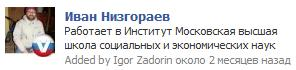 Иван Низгораев
Работает в Институт Московская высшая
школа социальных и экономических наук
Added by Igor Zadorin около 2 месяцев назад